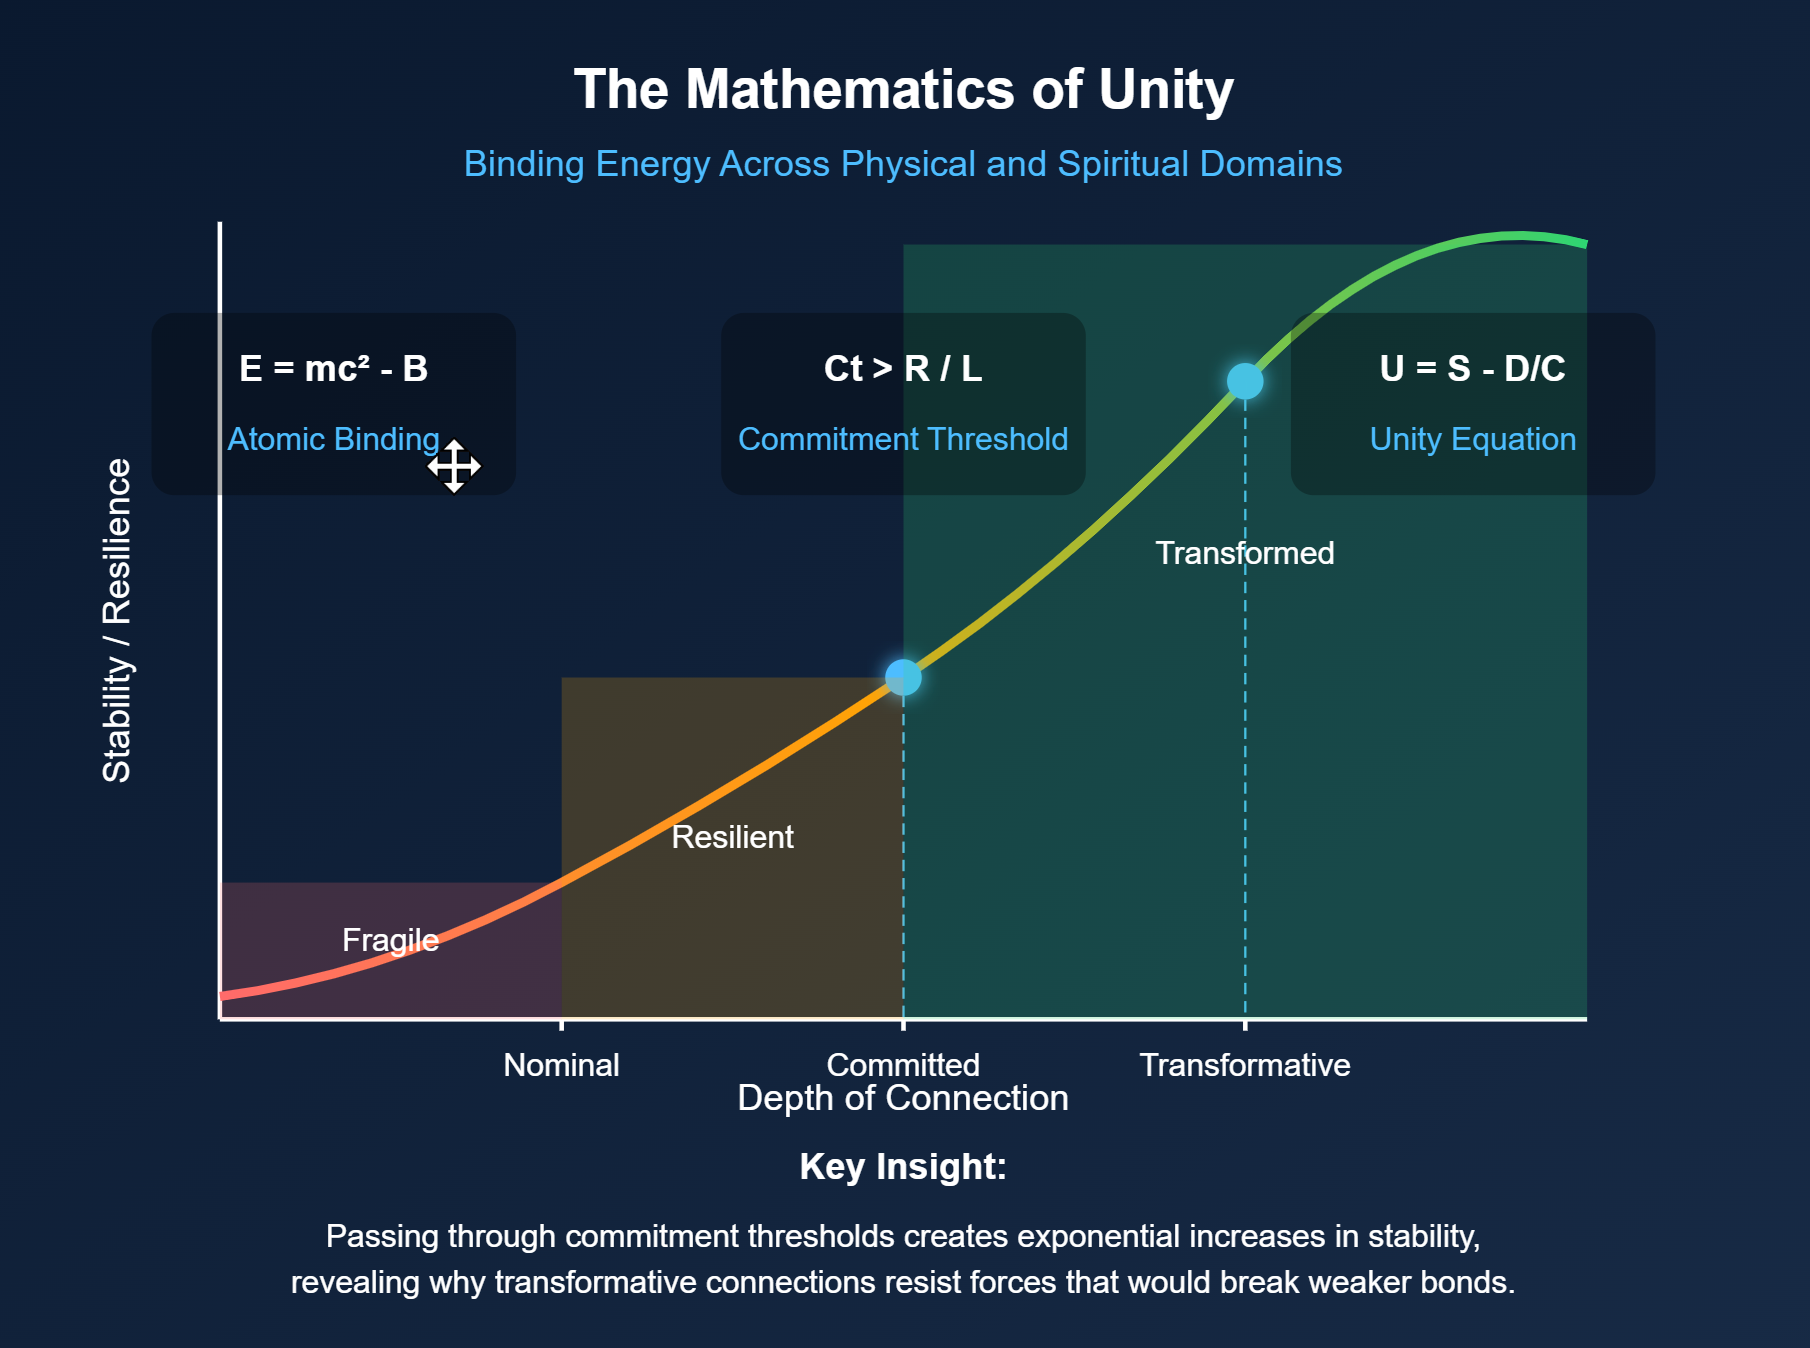 The Mathematics of Unity
Binding Energy Across Physical and Spiritual Domains
E = mc² - B
Atomic Binding
Ct > R / L
Commitment Threshold
U = S - D/C
Unity Equation
Stability / Resilience
Transformed
Resilient
Fragile
Nominal
Committed
Transformative
Depth of Connection
Key Insight:
Passing through commitment thresholds creates exponential increases in stability,
revealing why transformative connections resist forces that would break weaker bonds.